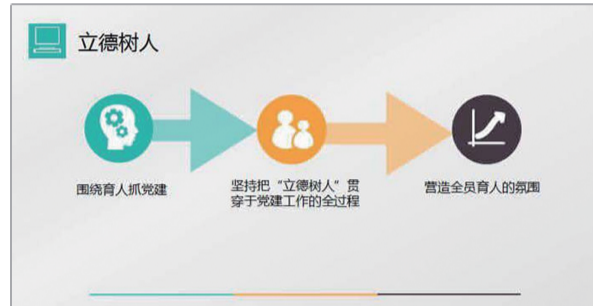 立德树人
围绕育人抓党建
坚持把“立德树人”贯
穿于党建工作的全过程
营造全员育人的氛围